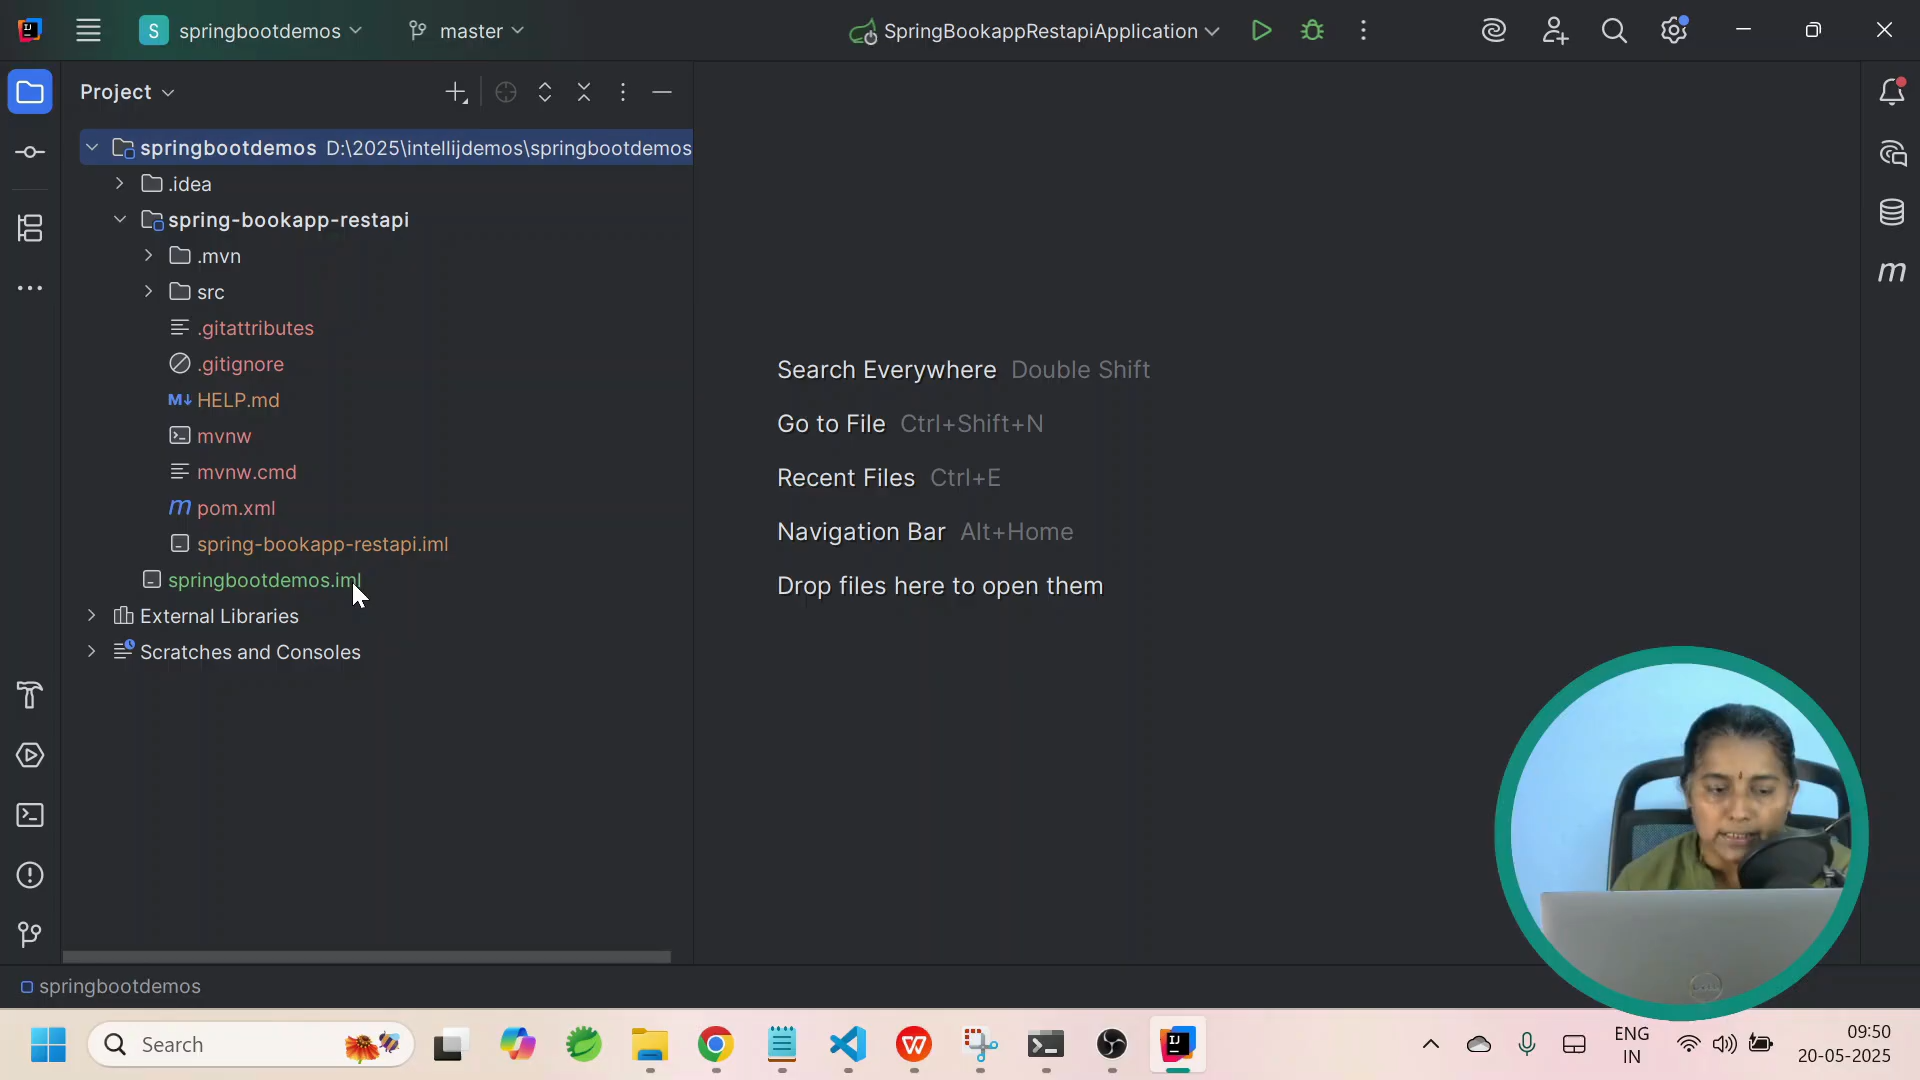 springbootdemos
master
SpringBookappRestapiApplication
Project
springbootdemos D:\2025\intellijdemos\springbootdemos
.idea
spring-bookapp-restapi
.mvn
src
.gitattributes
.gitignore
HELP.md
mvnw
mvnw.cmd
pom.xml
spring-bookapp-restapi.iml
springbootdemos.iml
External Libraries
Scratches and Consoles
Search Everywhere Double Shift
Go to File Ctrl+Shift+N
Recent Files Ctrl+E
Navigation Bar Alt+Home
Drop files here to open them
springbootdemos
Search
ENG
IN
09:50
20-05-2025